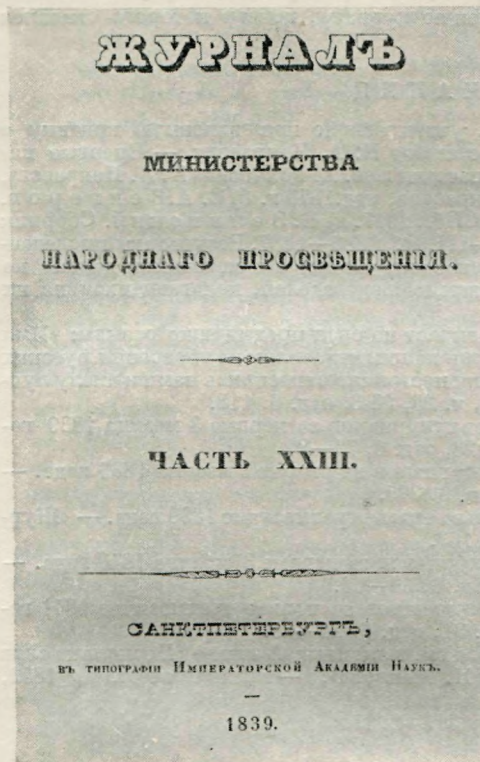 ЖУРНАЛЪ
МИНИСТЕРСТВА
НАРОДНАГО ПРОСВѢЩЕНІЯ.
ЧАСТЬ XXIII.
САНКТПЕТЕРБУРГЪ,
въ типографіи Императорской Академіи Наукъ.
1839.